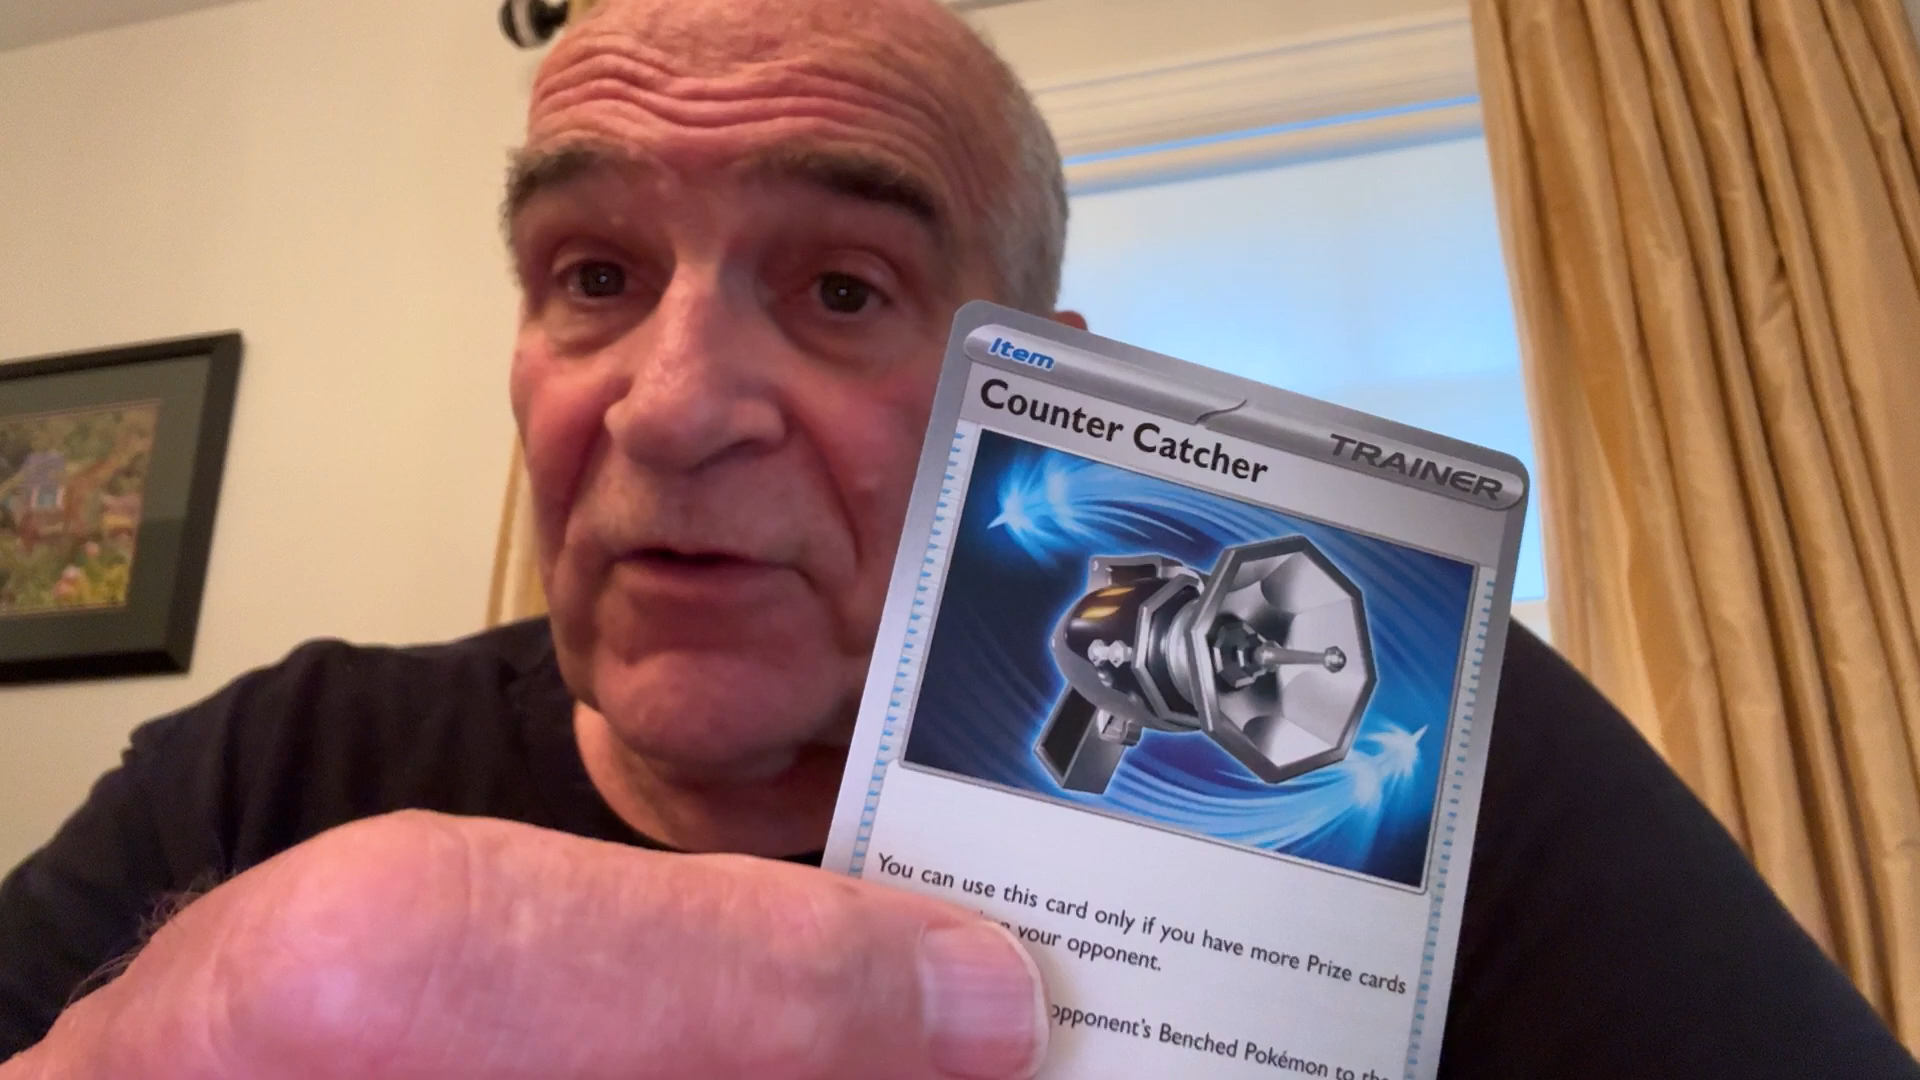 Item
TRAINER
Counter Catcher
You can use this card only if you have more Prize cards
your opponent.
opponent's Benched Pokémon to the